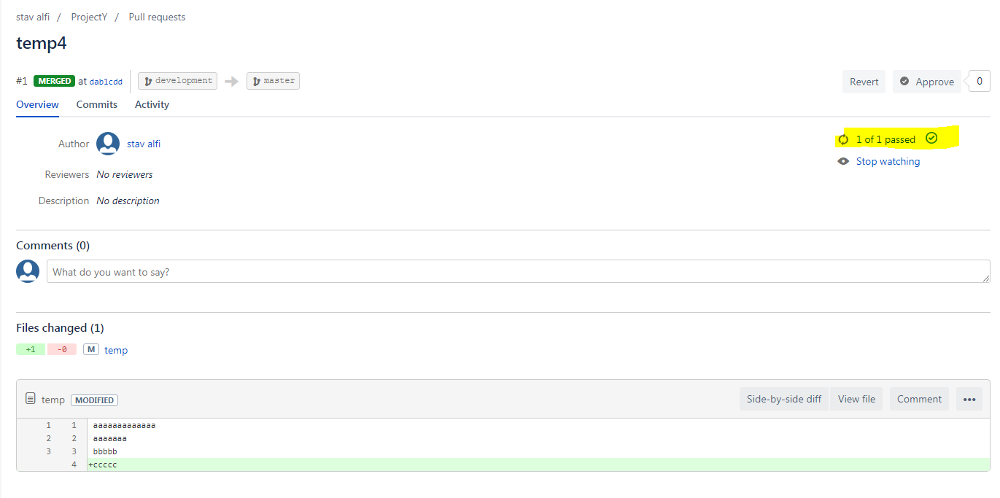 stav alfi / ProjectY / Pull requests
temp4
#1 MERGED at dab1cdd development master Revert Approve 0
Overview Commits Activity
Author stav alfi 1 of 1 passed
Stop watching
Reviewers No reviewers
Description No description
Comments (0)
What do you want to say?
Files changed (1)
+1 -0 M temp
temp MODIFIED Side-by-side diff View file Comment •••
1 1 aaaaaaaaaaaaa
2 2 aaaaaaa
3 3 bbbbb
4 +ccccc